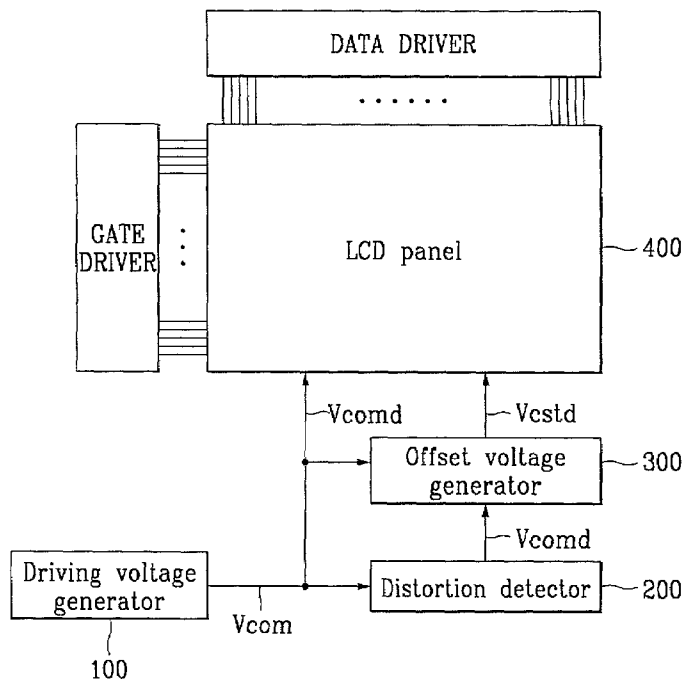 DATA DRIVER
GATE
DRIVER
LCD panel
400
Vcomd
Vcstd
Offset voltage
generator
300
Vcomd
Driving voltage
generator
Distortion detector
200
Vcom
100